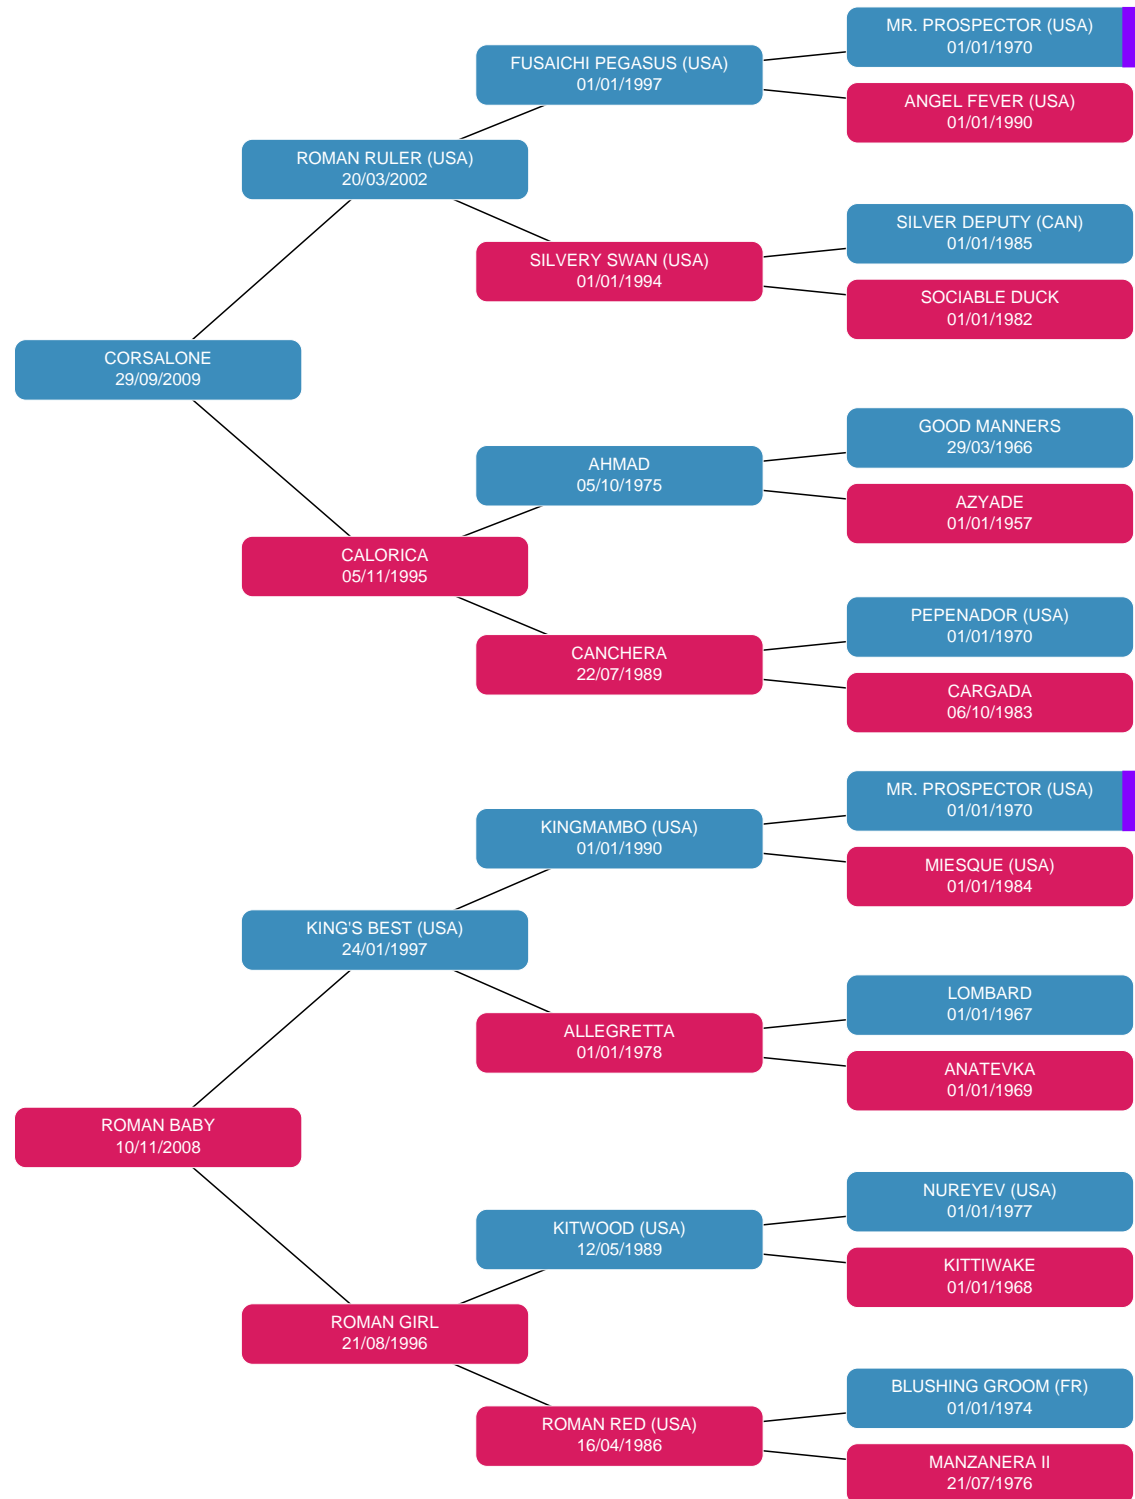 MR. PROSPECTOR (USA)
01/01/1970
FUSAICHI PEGASUS (USA)
01/01/1997
ANGEL FEVER (USA)
01/01/1990
ROMAN RULER (USA)
20/03/2002
SILVER DEPUTY (CAN)
01/01/1985
SILVERY SWAN (USA)
01/01/1994
SOCIABLE DUCK
01/01/1982
CORSALONE
29/09/2009
GOOD MANNERS
29/03/1966
AHMAD
05/10/1975
AZYADE
01/01/1957
CALORICA
05/11/1995
PEPENADOR (USA)
01/01/1970
CANCHERA
22/07/1989
CARGADA
06/10/1983
MR. PROSPECTOR (USA)
01/01/1970
KINGMAMBO (USA)
01/01/1990
MIESQUE (USA)
01/01/1984
KING'S BEST (USA)
24/01/1997
LOMBARD
01/01/1967
ALLEGRETTA
01/01/1978
ANATEVKA
01/01/1969
ROMAN BABY
10/11/2008
NUREYEV (USA)
01/01/1977
KITWOOD (USA)
12/05/1989
KITTIWAKE
01/01/1968
ROMAN GIRL
21/08/1996
BLUSHING GROOM (FR)
01/01/1974
ROMAN RED (USA)
16/04/1986
MANZANERA II
21/07/1976